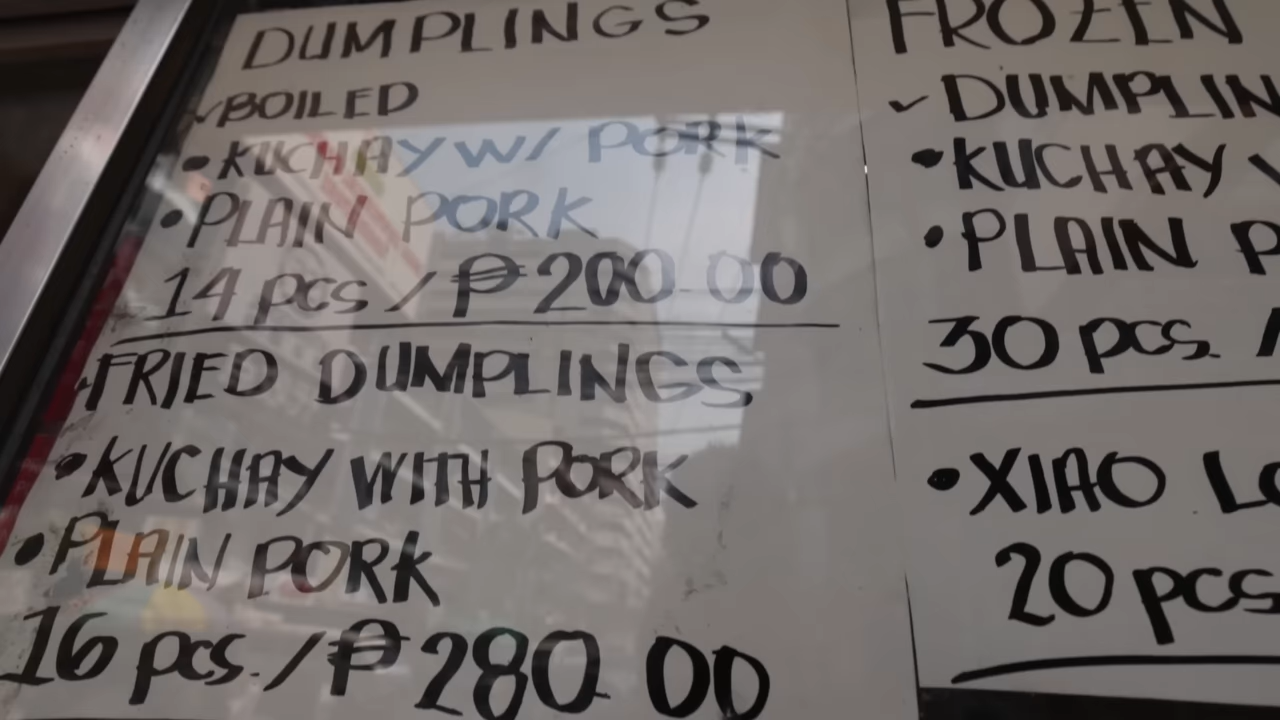 DUMPLINGS
✓BOILED
•KUCHAY W/ PORK
•PLAIN PORK
14 pcs / ₱200.00
FRIED DUMPLINGS
•KUCHAY WITH PORK
•PLAIN PORK
16 pcs. / ₱280.00
FROZEN
✓DUMPLIN
•KUCHAY
•PLAIN P
30 pcs.
•XIAO LO
20 pcs